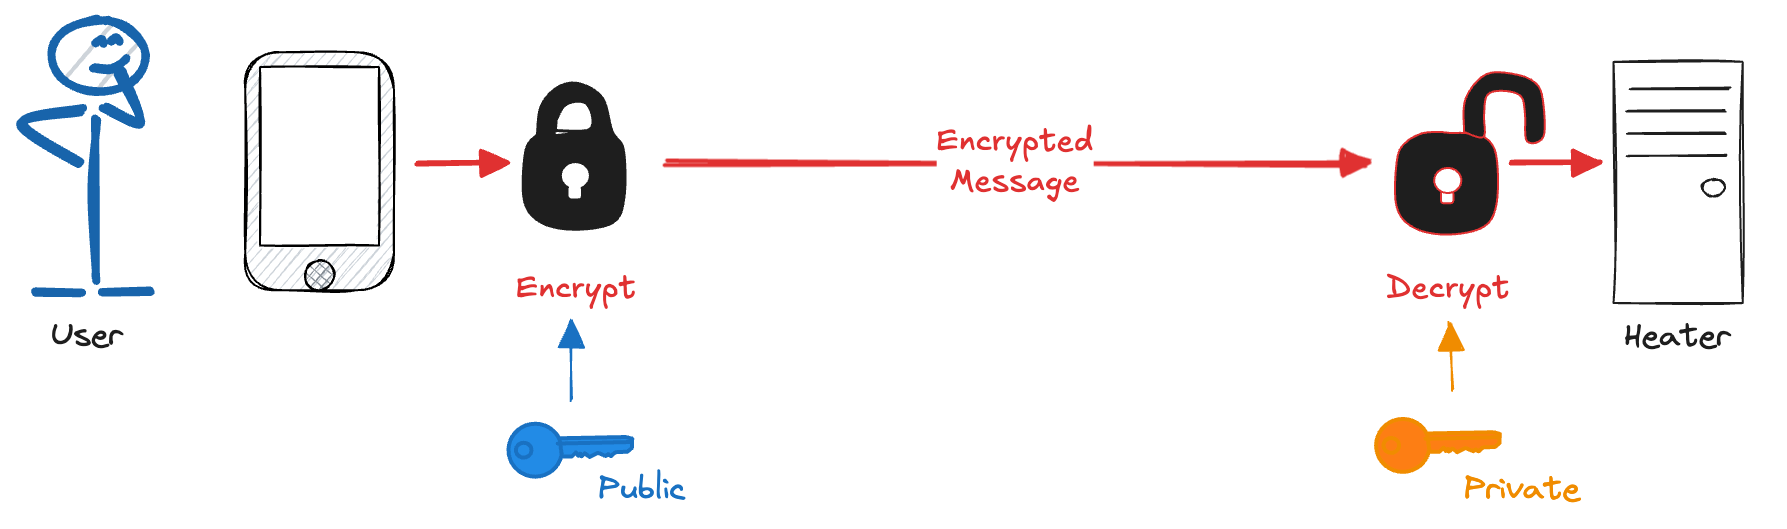 Encrypted
Message
Encrypt
Decrypt
User
Heater
Public
Private